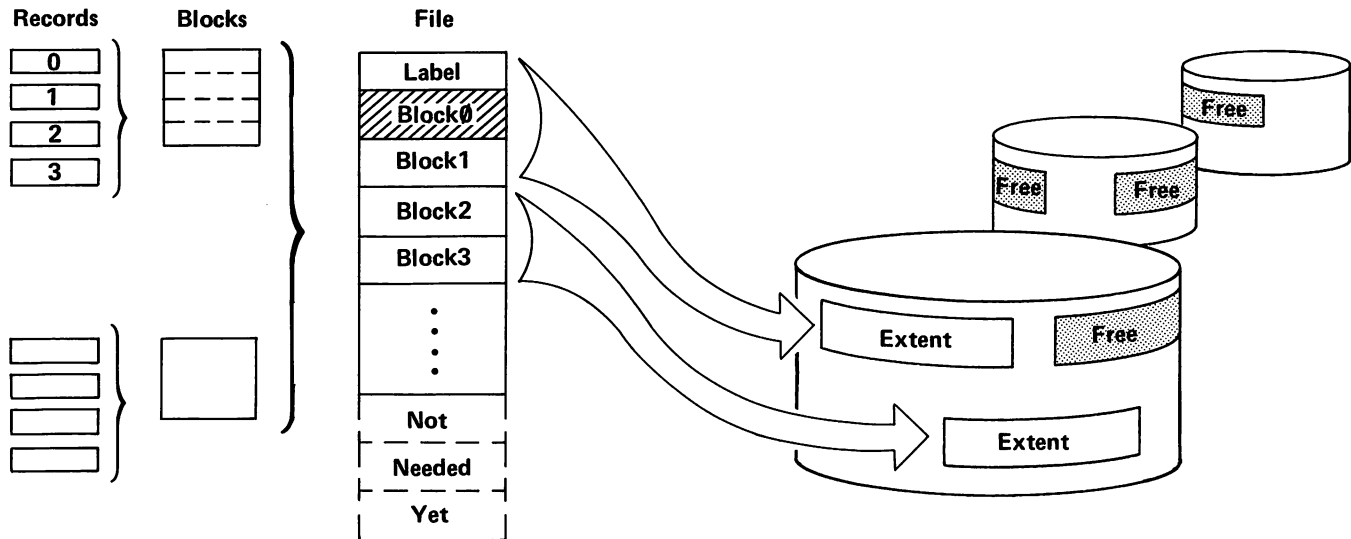 Records
Blocks
File
0
1
2
3
Label
Block0̸
Block1
Block2
Block3
Not
Needed
Yet
Free
Free
Free
Free
Extent
Extent